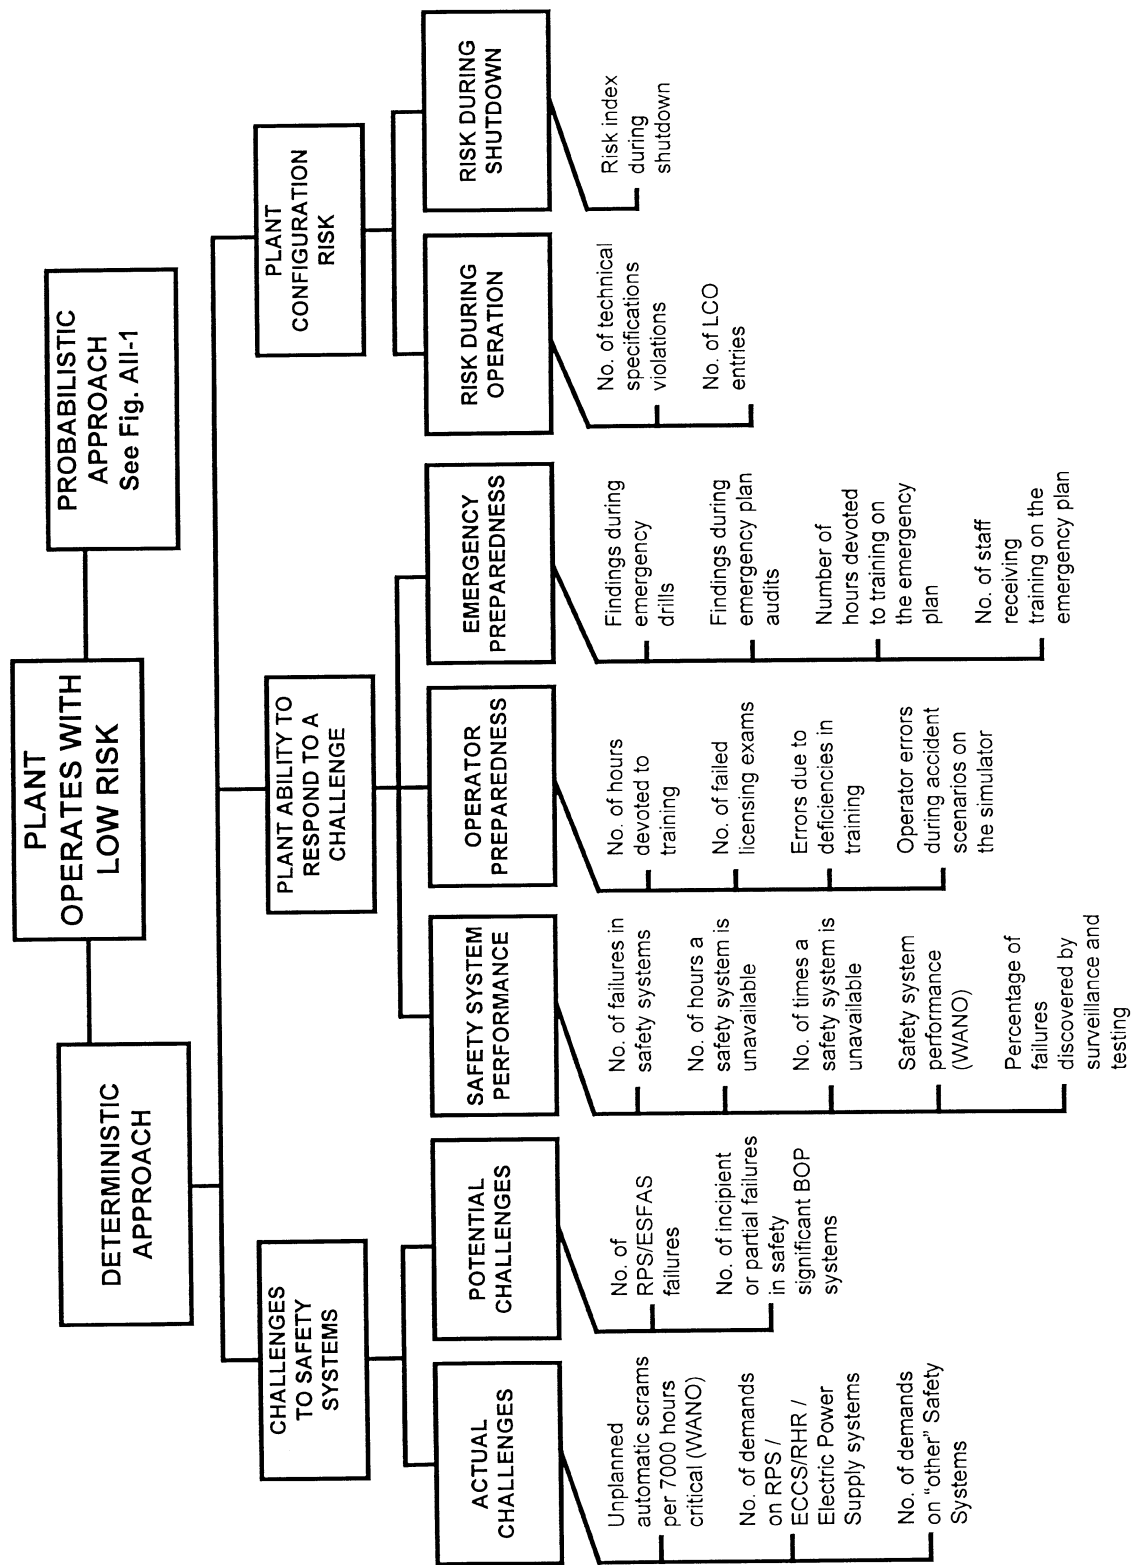 PLANT
OPERATES WITH
LOW RISK
DETERMINISTIC
APPROACH
PROBABILISTIC
APPROACH
See Fig. AII-1
CHALLENGES
TO SAFETY
SYSTEMS
PLANT ABILITY TO
RESPOND TO A
CHALLENGE
PLANT
CONFIGURATION
RISK
ACTUAL
CHALLENGES
POTENTIAL
CHALLENGES
SAFETY SYSTEM
PERFORMANCE
OPERATOR
PREPAREDNESS
EMERGENCY
PREPAREDNESS
RISK DURING
OPERATION
RISK DURING
SHUTDOWN
Unplanned
automatic scrams
per 7000 hours
critical (WANO)
No. of demands
on RPS /
ECCS/RHR /
Electric Power
Supply systems
No. of demands
on "other" Safety
Systems
No. of
RPS/ESFAS
failures
No. of incipient
or partial failures
in safety
significant BOP
systems
No. of failures in
safety systems
No. of hours a
safety system is
unavailable
No. of times a
safety system is
unavailable
Safety system
performance
(WANO)
Percentage of
failures
discovered by
surveillance and
testing
No. of hours
devoted to
training
No. of failed
licensing exams
Errors due to
deficiencies in
training
Operator errors
during accident
scenarios on
the simulator
Findings during
emergency
drills
Findings during
emergency plan
audits
Number of
hours devoted
to training on
the emergency
plan
No. of staff
receiving
training on the
emergency plan
No. of technical
specifications
violations
No. of LCO
entries
Risk index
during
shutdown